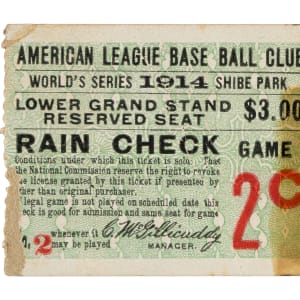 AMERICAN LEAGUE BASE BALL CLUB
WORLD'S SERIES 1914 SHIBE PARK
LOWER GRAND STAND
RESERVED SEAT
$3.00
RAIN CHECK GAME
Conditions under which this ticket is sold: That
the National Commission reserve the right to revoke
license granted by this ticket if presented by
other than original purchaser.
legal game is not played on scheduled date this
ck is good for admission and same seat for game
2
2
whenever it
may be played
C. McGillicuddy
MANAGER.